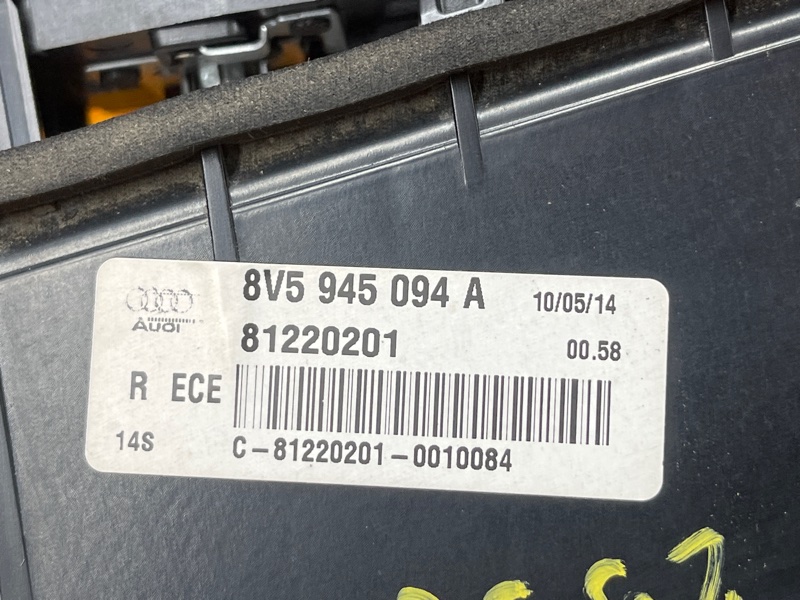 8V5 945 094 A 10/05/14
Audi
81220201 00.58
R ECE
14S
C-81220201-0010084